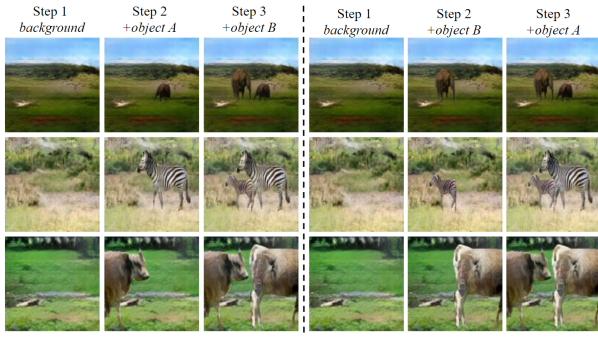 Step 1
background
Step 2
+object A
Step 3
+object B
Step 1
background
Step 2
+object B
Step 3
+object A